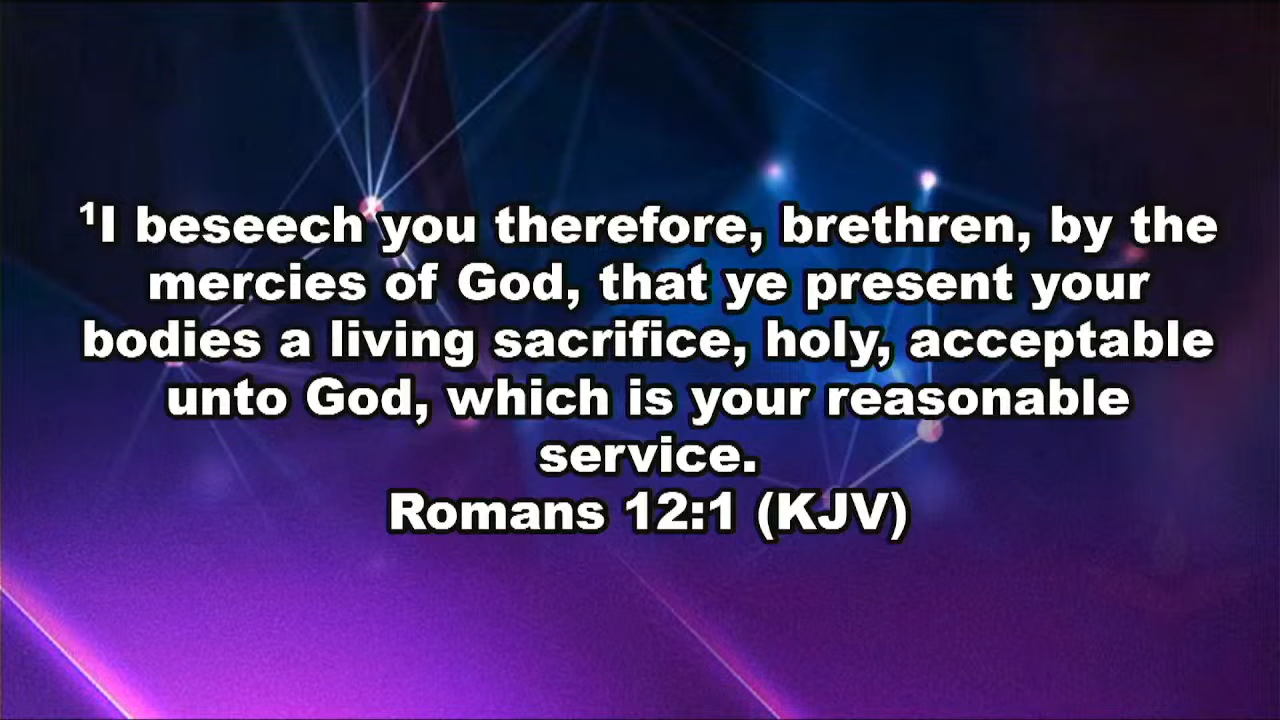 ¹I beseech you therefore, brethren, by the
mercies of God, that ye present your
bodies a living sacrifice, holy, acceptable
unto God, which is your reasonable
service.
Romans 12:1 (KJV)